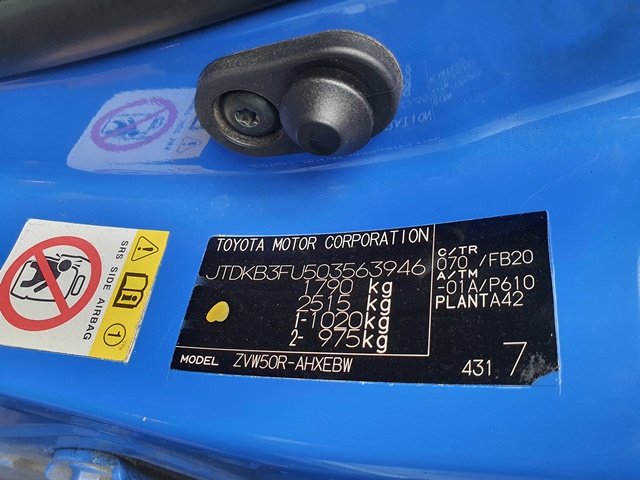 TOYOTA MOTOR CORPORATION
JTDKB3FU503563946
1790 kg
2515 kg
1-1020kg
2- 975kg
MODEL ZVW50R-AHXEBW
C/TR
070 /FB20
A/TM
-01A/P610
PLANTA42
431 7
SRS SIDE AIRBAG
1